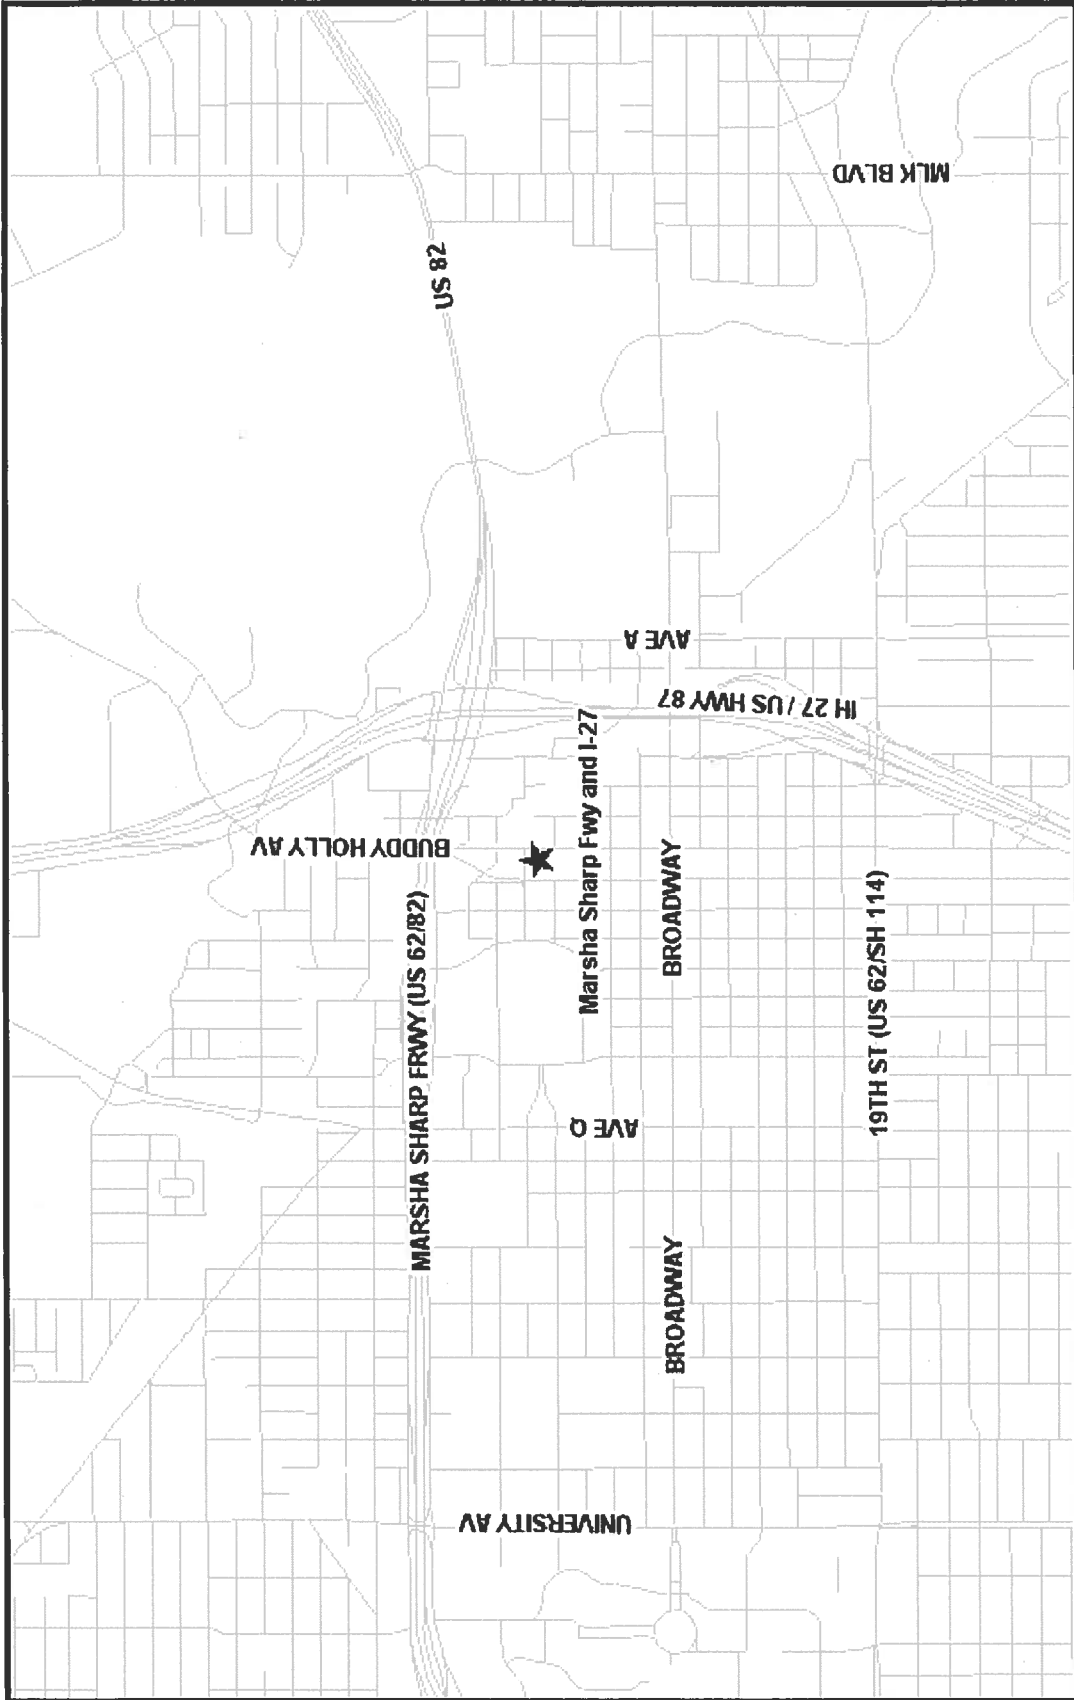 MLK BLVD
US 82
AVE A
IH 27 / US HWY 87
Marsha Sharp Fwy and I-27
BUDDY HOLLY AV
BROADWAY
MARSHA SHARP FRWY (US 62/82)
19TH ST (US 62/SH 114)
AVE Q
BROADWAY
UNIVERSITY AV